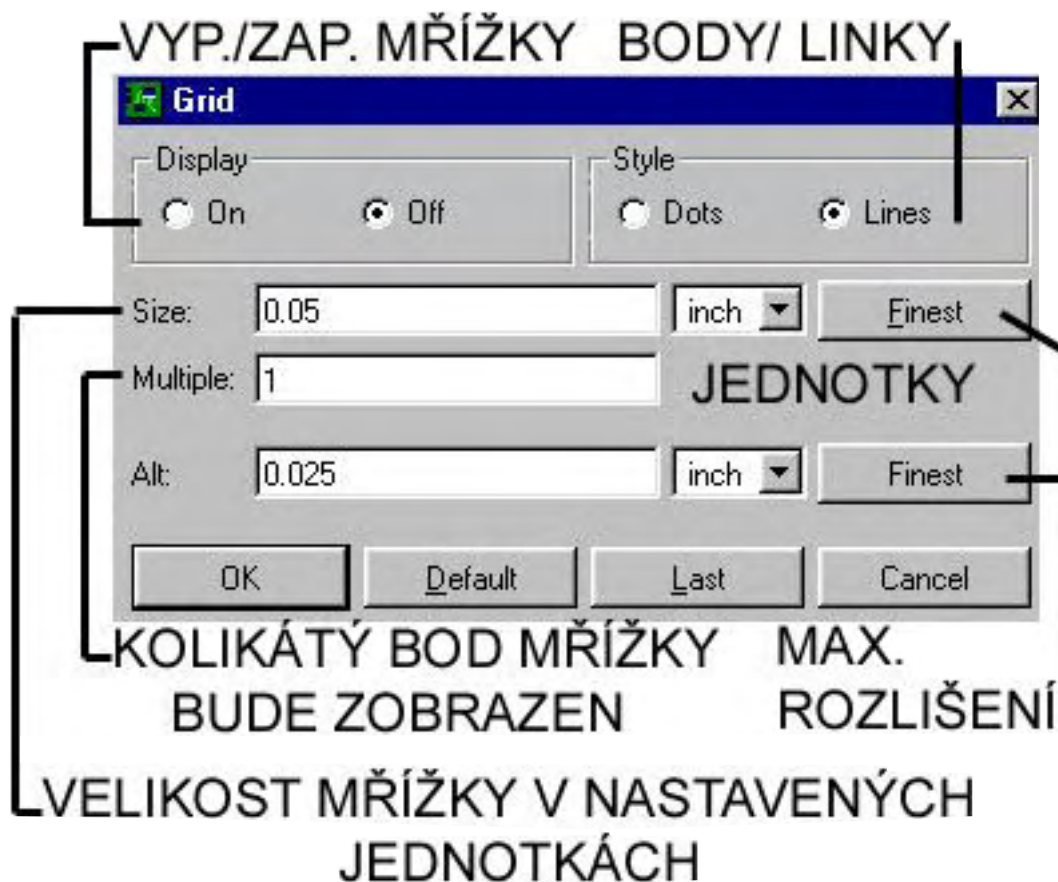 VYP./ZAP. MŘÍŽKY BODY/ LINKY
Grid
Display Style
On Off Dots Lines
Size: 0.05 inch Finest
Multiple: 1 JEDNOTKY
Alt: 0.025 inch Finest
OK Default Last Cancel
KOLIKÁTÝ BOD MŘÍŽKY MAX.
BUDE ZOBRAZEN ROZLIŠENÍ
VELIKOST MŘÍŽKY V NASTAVENÝCH
JEDNOTKÁCH